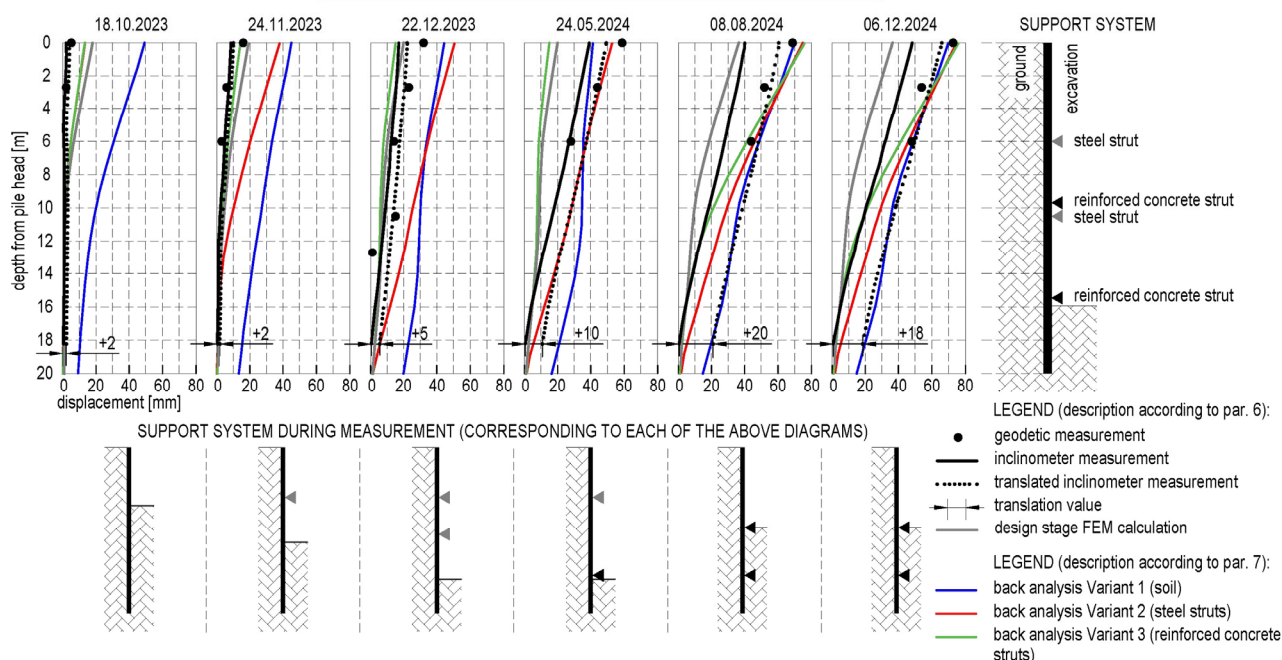 18.10.2023 24.11.2023 22.12.2023 24.05.2024 08.08.2024 06.12.2024 SUPPORT SYSTEM
depth from pile head [m]
0
2
4
6
8
10
12
14
16
18
20
+2 +2 +5 +10 +20 +18
0 20 40 60 80 0 20 40 60 80 0 20 40 60 80 0 20 40 60 80 0 20 40 60 80 0 20 40 60 80
displacement [mm]
ground
excavation
steel strut
reinforced concrete strut
steel strut
reinforced concrete strut
SUPPORT SYSTEM DURING MEASUREMENT (CORRESPONDING TO EACH OF THE ABOVE DIAGRAMS)
LEGEND (description according to par. 6):
geodetic measurement
inclinometer measurement
translated inclinometer measurement
translation value
design stage FEM calculation
LEGEND (description according to par. 7):
back analysis Variant 1 (soil)
back analysis Variant 2 (steel struts)
back analysis Variant 3 (reinforced concrete
struts)